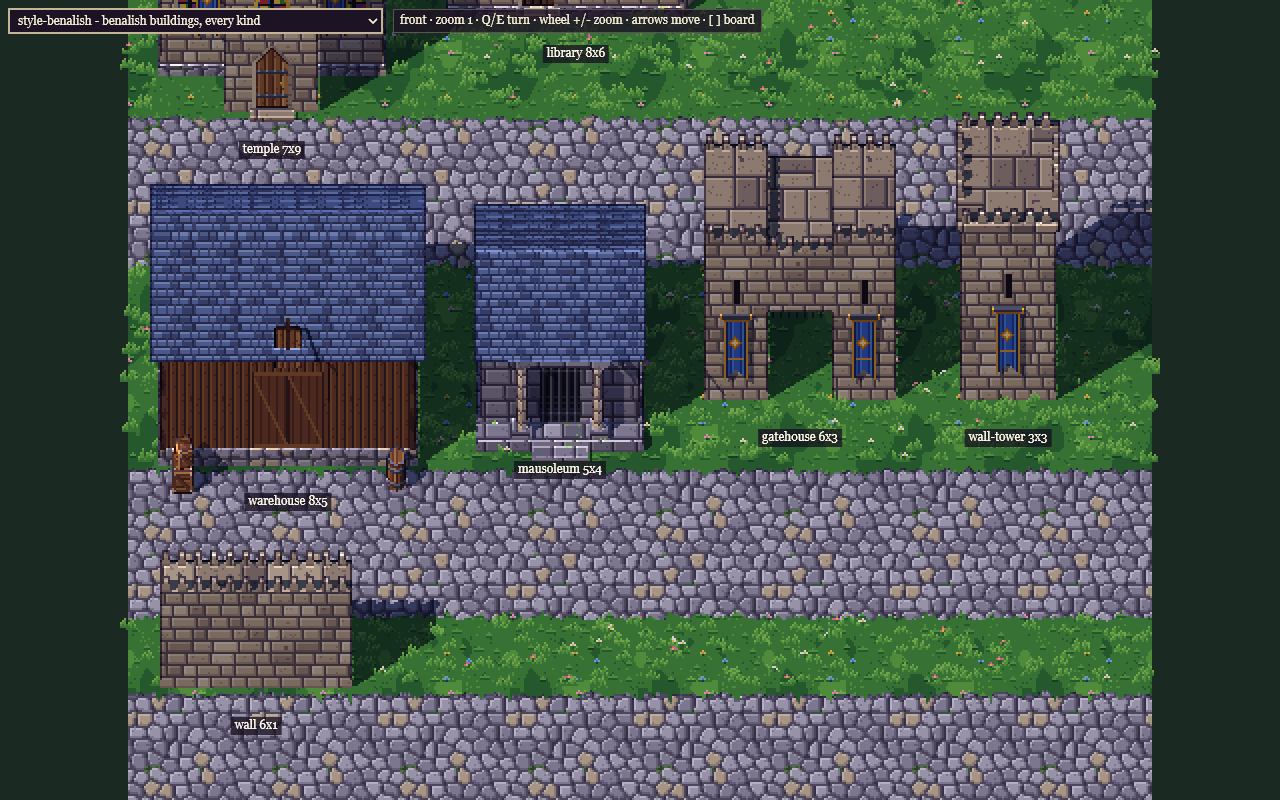 style-benalish - benalish buildings, every kind
front · zoom 1 · Q/E turn · wheel +/- zoom · arrows move · [ ] board
library 8x6
temple 7x9
gatehouse 6x3
wall-tower 3x3
mausoleum 5x4
warehouse 8x5
wall 6x1